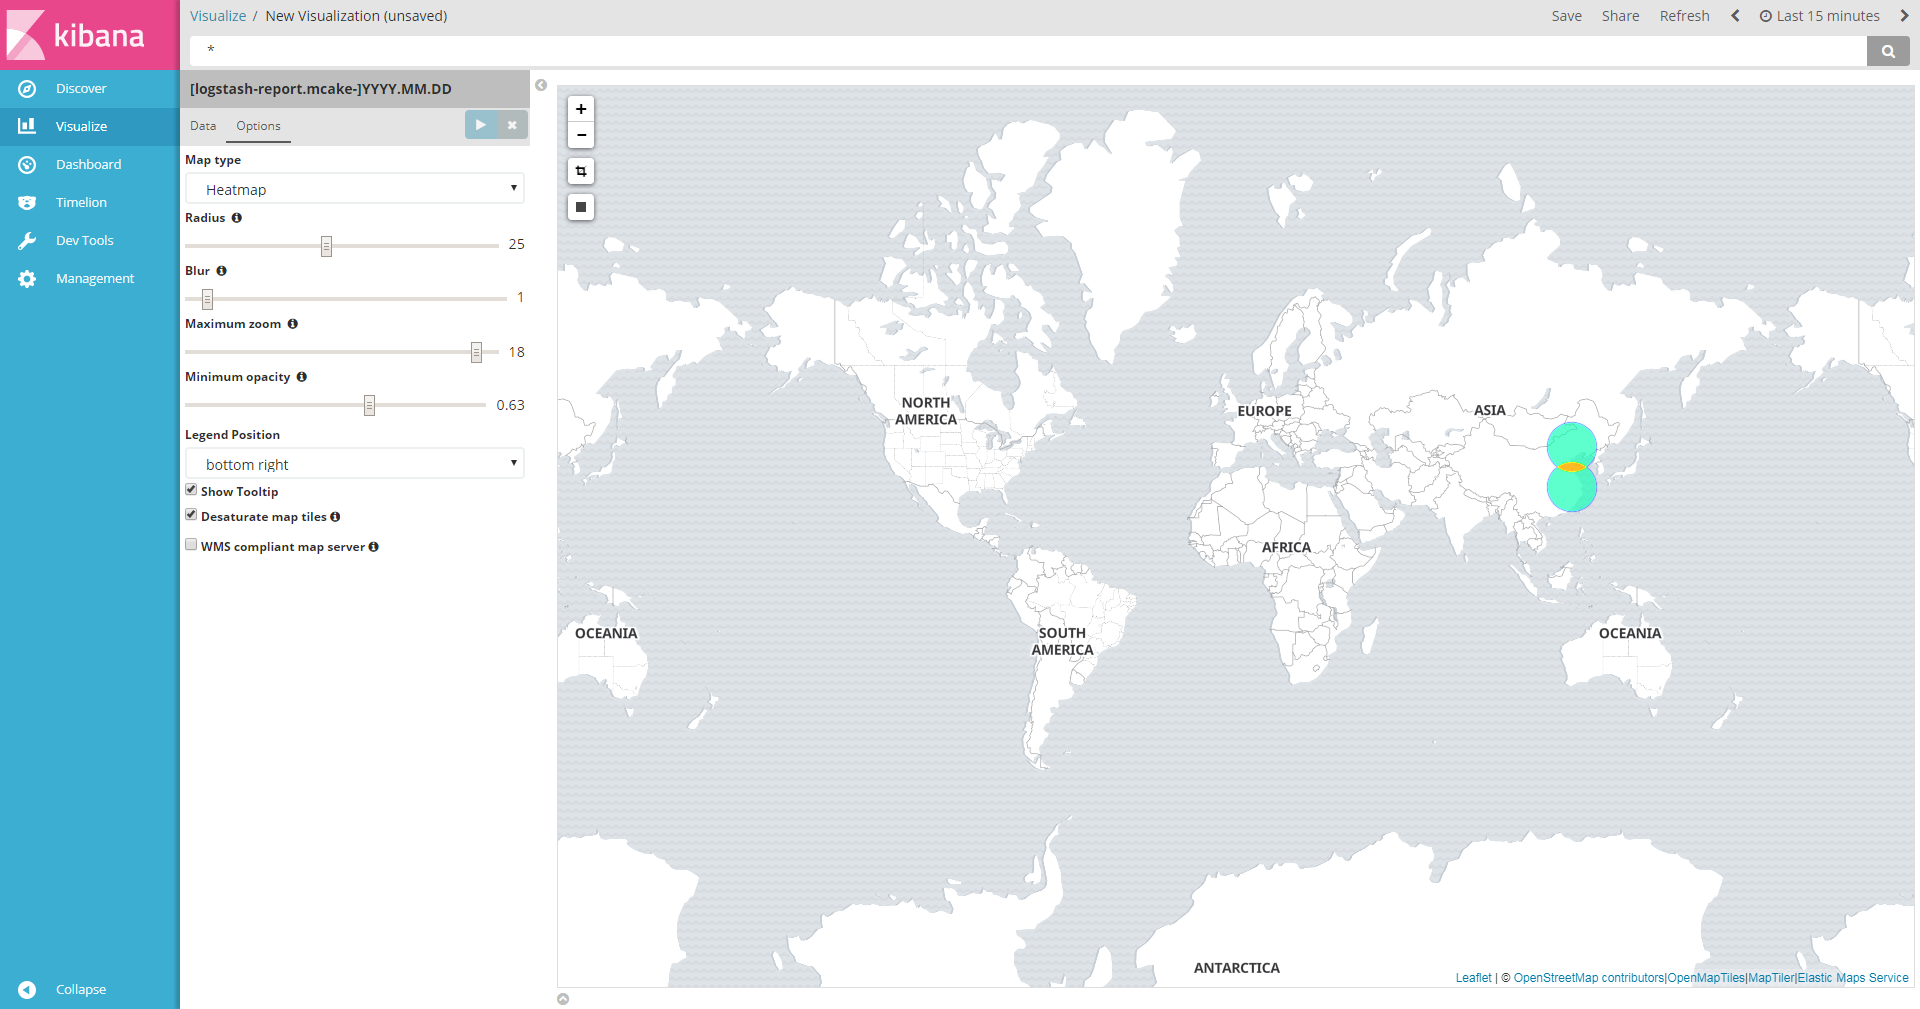 kibana
Discover
Visualize
Dashboard
Timelion
Dev Tools
Management
Collapse
Visualize / New Visualization (unsaved)
Save Share Refresh Last 15 minutes
*
[logstash-report.mcake-]YYYY.MM.DD
Data Options
Map type
Heatmap
Radius
25
Blur
1
Maximum zoom
18
Minimum opacity
0.63
Legend Position
bottom right
Show Tooltip
Desaturate map tiles
WMS compliant map server
+
−
NORTH
AMERICA
EUROPE
ASIA
AFRICA
OCEANIA
SOUTH
AMERICA
OCEANIA
ANTARCTICA
Leaflet | © OpenStreetMap contributors|OpenMapTiles|MapTiler|Elastic Maps Service